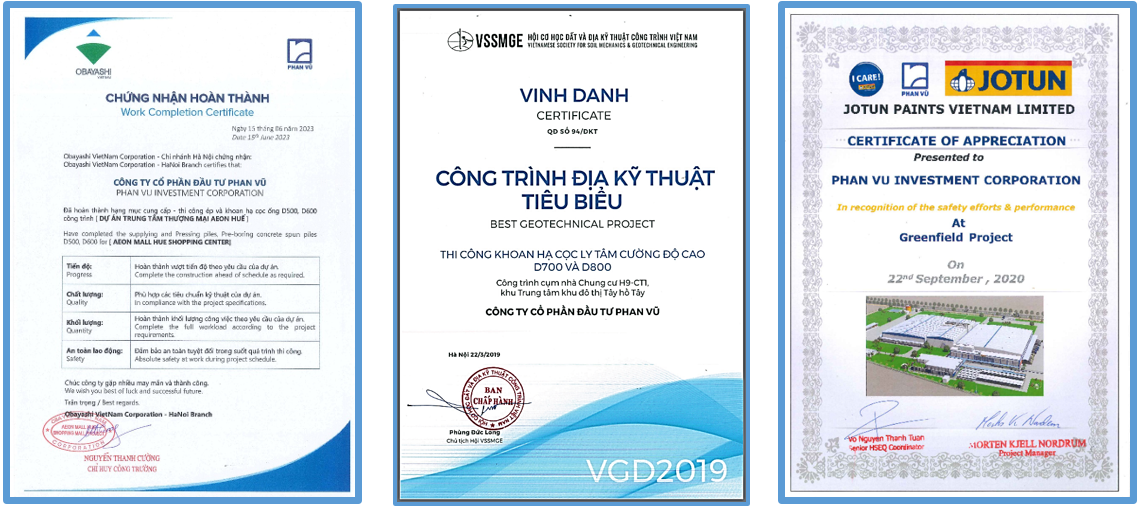 OBAYASHI
VIETNAM
PHAN VŨ
CHỨNG NHẬN HOÀN THÀNH
Work Completion Certificate
Ngày 15 tháng 06 năm 2023
Date 15th June 2023
Obayashi VietNam Corporation - Chi nhánh Hà Nội chứng nhận:
Obayashi VietNam Corporation - HaNoi Branch certifies that:
CÔNG TY CỔ PHẦN ĐẦU TƯ PHAN VŨ
PHAN VU INVESTMENT CORPORATION
Đã hoàn thành hạng mục cung cấp - thi công ép và khoan hạ cọc ống D500, D600
công trình [ DỰ ÁN TRUNG TÂM THƯƠNG MẠI AEON HUẾ ]
Have completed the supplying and Pressing piles, Pre-boring concrete spun piles
D500, D600 for [ AEON MALL HUE SHOPPING CENTER]
Tiến độ:
Progress
Hoàn thành vượt tiến độ theo yêu cầu của dự án.
Complete the construction ahead of schedule as required.
Chất lượng:
Quality
Phù hợp các tiêu chuẩn kỹ thuật của dự án.
In compliance with the project specifications.
Khối lượng:
Quantity
Hoàn thành khối lượng công việc theo yêu cầu của dự án.
Complete the full workload according to the project
requirements.
An toàn lao động:
Safety
Đảm bảo an toàn tuyệt đối trong suốt quá trình thi công.
Absolute safety at work during project schedule.
Chúc công ty gặp nhiều may mắn và thành công.
We wish you best of luck and successful future.
Trân trọng / Best regards.
Obayashi VietNam Corporation - HaNoi Branch
AEON MALL HUE
SHOPPING MALL
CORPORATION
NGUYỄN THANH CƯỜNG
CHỈ HUY CÔNG TRƯỜNG
VSSMGE
HỘI CƠ HỌC ĐẤT VÀ ĐỊA KỸ THUẬT CÔNG TRÌNH VIỆT NAM
VIETNAMESE SOCIETY FOR SOIL MECHANICS & GEOTECHNICAL ENGINEERING
VINH DANH
CERTIFICATE
QĐ SỐ 94/DKT
CÔNG TRÌNH ĐỊA KỸ THUẬT
TIÊU BIỂU
BEST GEOTECHNICAL PROJECT
THI CÔNG KHOAN HẠ CỌC LY TÂM CƯỜNG ĐỘ CAO
D700 VÀ D800
Công trình cụm nhà Chung cư H9-CT1,
khu Trung tâm khu đô thị Tây hồ Tây
CÔNG TY CỔ PHẦN ĐẦU TƯ PHAN VŨ
Hà Nội 22/3/2019
BAN
CHẤP HÀNH
Phùng Đức Long
Chủ tịch Hội VSSMGE
VGD2019
I CARE!
PHAN VŨ
JOTUN
JOTUN PAINTS VIETNAM LIMITED
CERTIFICATE OF APPRECIATION
Presented to
PHAN VU INVESTMENT CORPORATION
In recognition of the safety efforts & performance
At
Greenfield Project
On
22nd September , 2020
Vo Nguyen Thanh Tuan
Senior HSEQ Coordinator
MORTEN KJELL NORDRUM
Project Manager